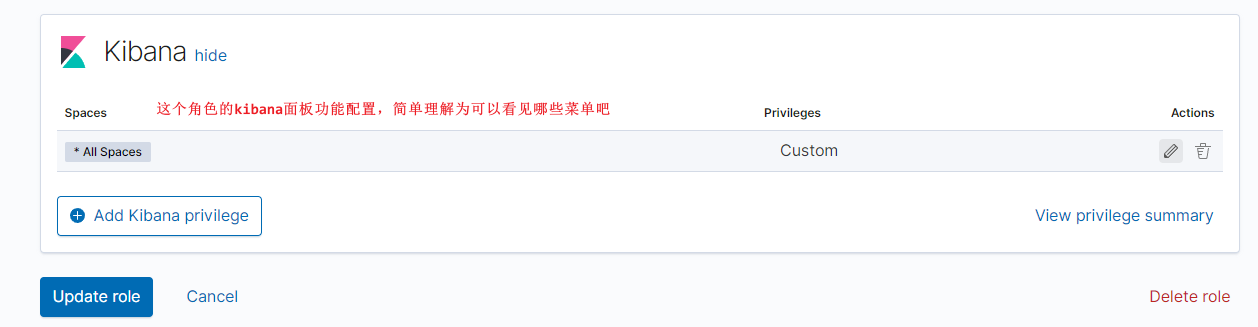 Kibana hide
Spaces 这个角色的kibana面板功能配置，简单理解为可以看见哪些菜单吧 Privileges Actions
* All Spaces Custom
Add Kibana privilege View privilege summary
Update role Cancel Delete role